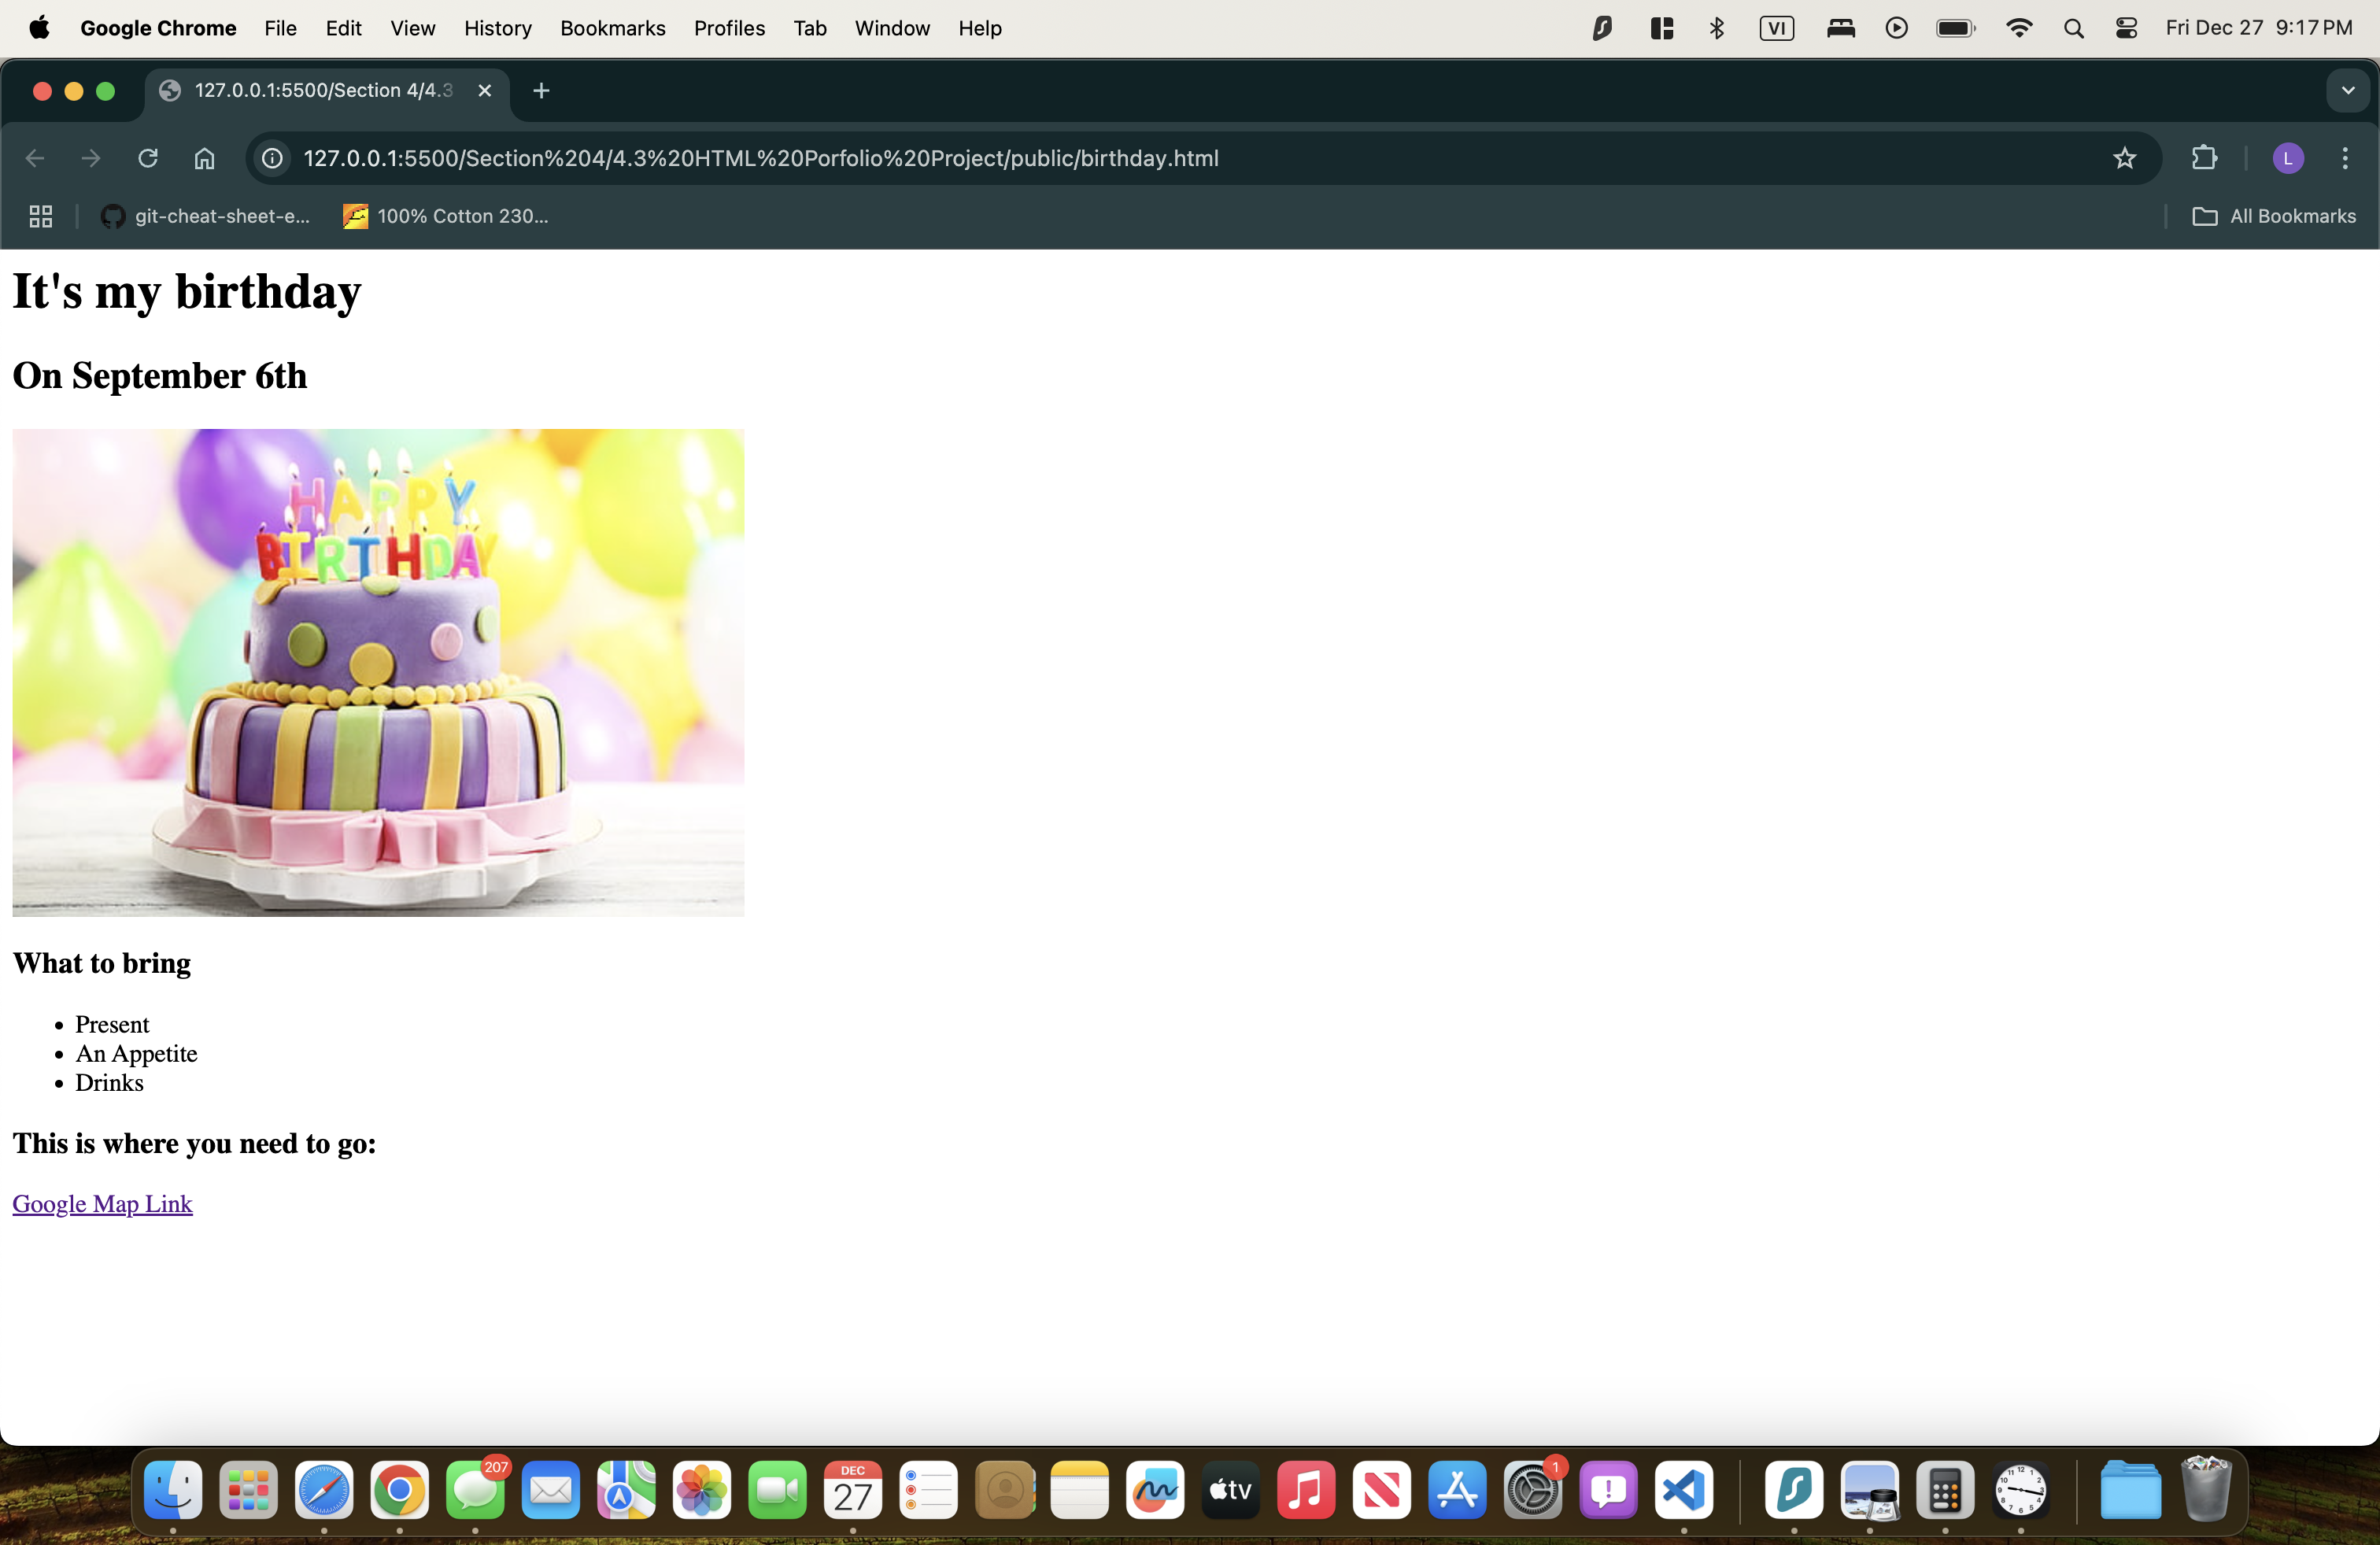 Google Chrome File Edit View History Bookmarks Profiles Tab Window Help VI Fri Dec 27 9:17 PM
127.0.0.1:5500/Section 4/4.3
127.0.0.1:5500/Section%204/4.3%20HTML%20Porfolio%20Project/public/birthday.html L
git-cheat-sheet-e... 100% Cotton 230... All Bookmarks
It's my birthday
On September 6th
HAPPY
BIRTHDAY
What to bring
• Present
• An Appetite
• Drinks
This is where you need to go:
Google Map Link
207 DEC 27 tv 1